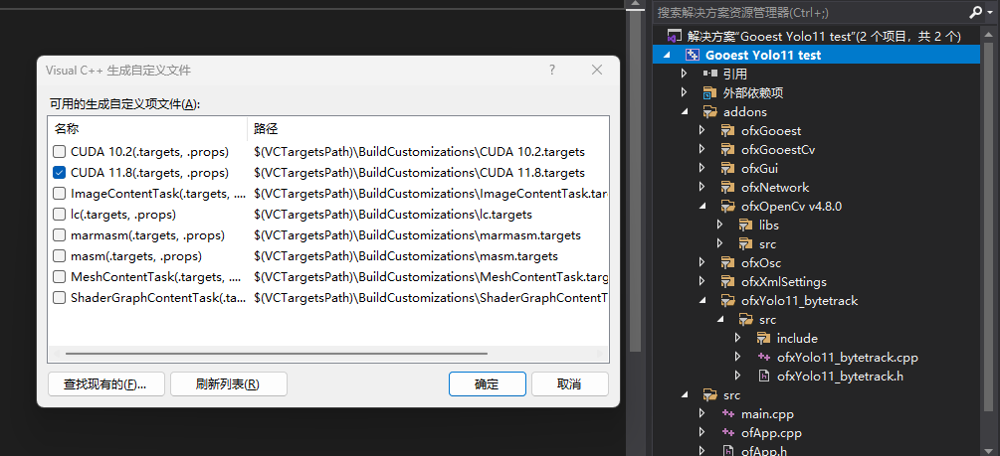 Visual C++ 生成自定义文件
可用的生成自定义项文件(A):
名称 路径
CUDA 10.2(.targets, .props) $(VCTargetsPath)\BuildCustomizations\CUDA 10.2.targets
CUDA 11.8(.targets, .props) $(VCTargetsPath)\BuildCustomizations\CUDA 11.8.targets
ImageContentTask(.targets, .... $(VCTargetsPath)\BuildCustomizations\ImageContentTask.targ
lc(.targets, .props) $(VCTargetsPath)\BuildCustomizations\lc.targets
marmasm(.targets, .props) $(VCTargetsPath)\BuildCustomizations\marmasm.targets
masm(.targets, .props) $(VCTargetsPath)\BuildCustomizations\masm.targets
MeshContentTask(.targets, .... $(VCTargetsPath)\BuildCustomizations\MeshContentTask.targ
ShaderGraphContentTask(.ta... $(VCTargetsPath)\BuildCustomizations\ShaderGraphContentT
查找现有的(F)... 刷新列表(R) 确定 取消
搜索解决方案资源管理器(Ctrl+;)
解决方案"Gooest Yolo11 test"(2 个项目，共 2 个)
Gooest Yolo11 test
引用
外部依赖项
addons
ofxGooest
ofxGooestCv
ofxGui
ofxNetwork
ofxOpenCv v4.8.0
libs
src
ofxOsc
ofxXmlSettings
ofxYolo11_bytetrack
src
include
ofxYolo11_bytetrack.cpp
ofxYolo11_bytetrack.h
src
main.cpp
ofApp.cpp
ofApp.h